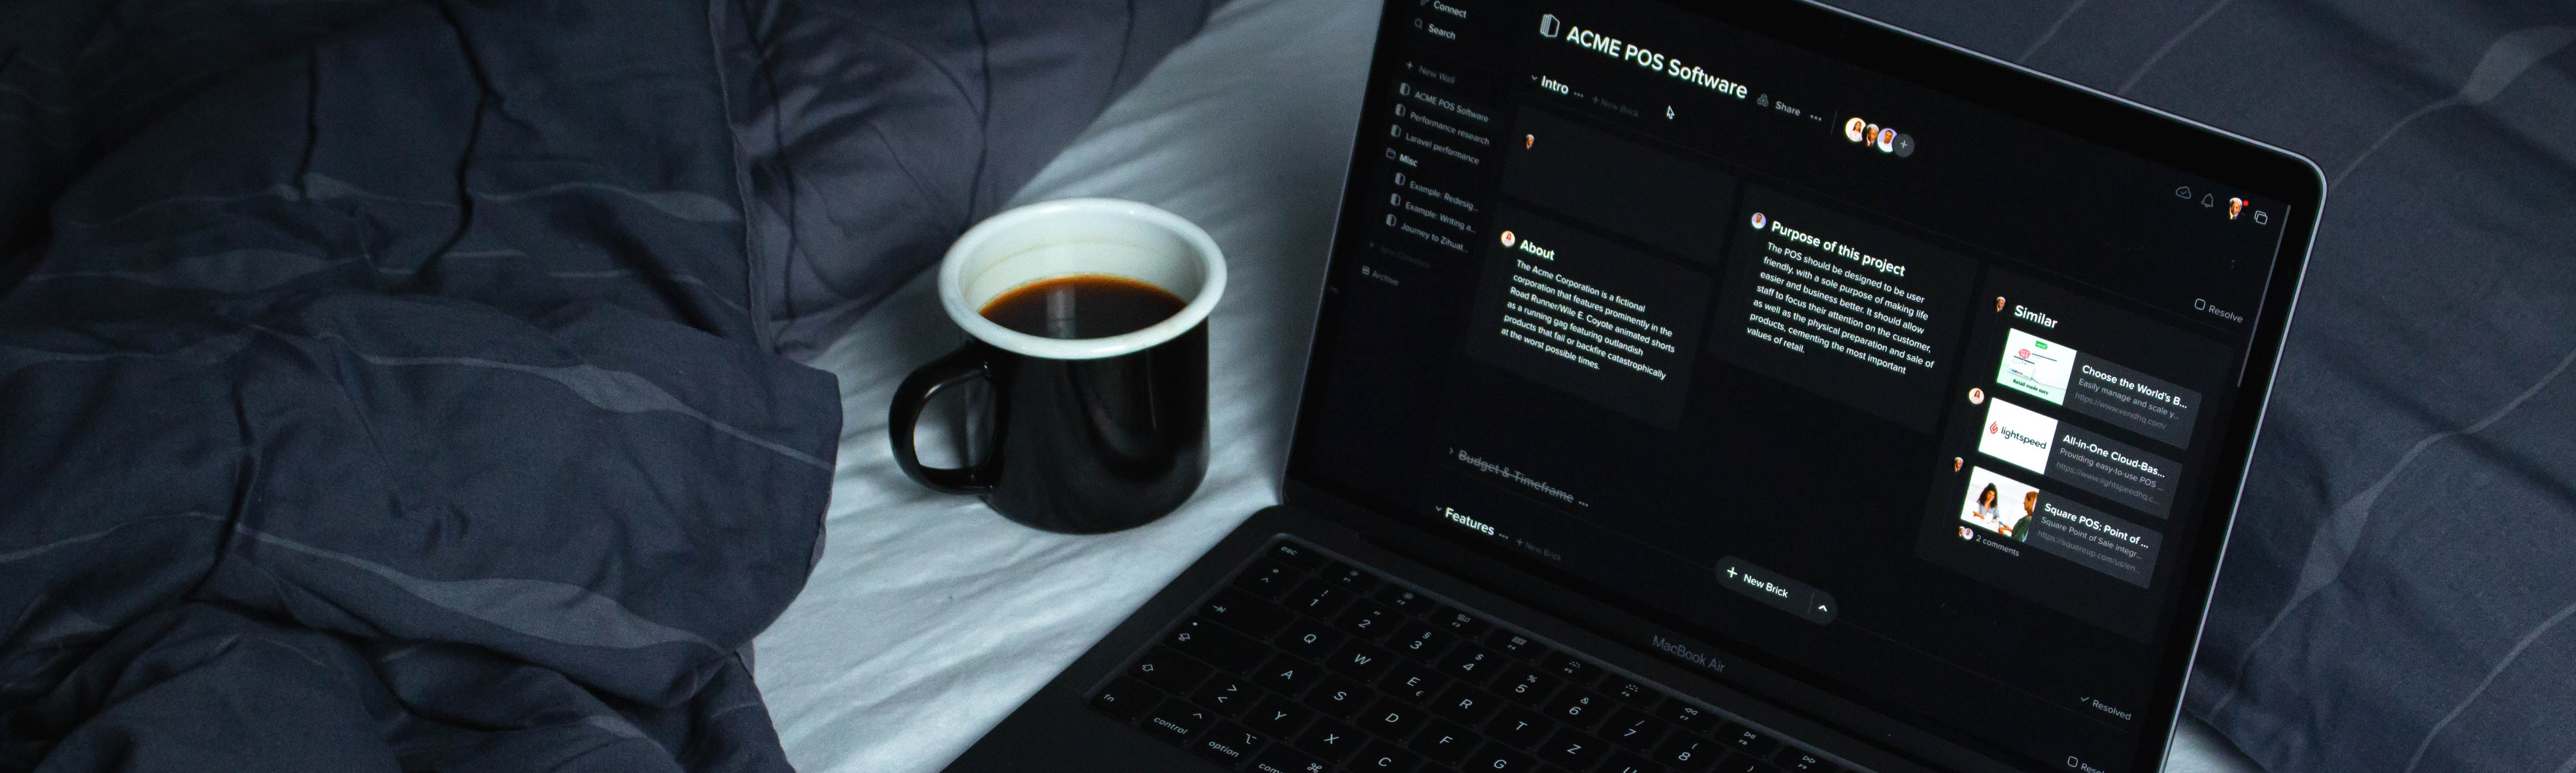 Connect
Search
New Wall
ACME POS Software
Performance research
Laravel performance
Misc
Example: Redesig...
Example: Writing a...
Journey to Zihuat...
Archive
ACME POS Software
Share
Intro ...
+ New Brick
About
The Acme Corporation is a fictional
corporation that features prominently in the
Road Runner/Wile E. Coyote animated shorts
as a running gag featuring outlandish
products that fail or backfire catastrophically
at the worst possible times.
Purpose of this project
The POS should be designed to be user
friendly, with a sole purpose of making life
easier and business better. It should allow
staff to focus their attention on the customer,
as well as the physical preparation and sale of
products, cementing the most important
values of retail.
Resolve
Similar
Choose the World's B...
Easily manage and scale y...
https://www.vendhq.com/
lightspeed
All-in-One Cloud-Bas...
Providing easy-to-use POS ...
https://www.lightspeedhq.c...
Square POS: Point of ...
Square Point of Sale integr...
https://squareup.com/us/en...
2 comments
Budget & Timeframe ...
Resolved
Features ...
+ New Brick
+ New Brick
MacBook Air
esc
! 1
" 2
§ 3
$ 4
% 5
& 6
/ 7
( 8
Q W E € R T Z
A S D F G
fn
> < Y X C
control
option